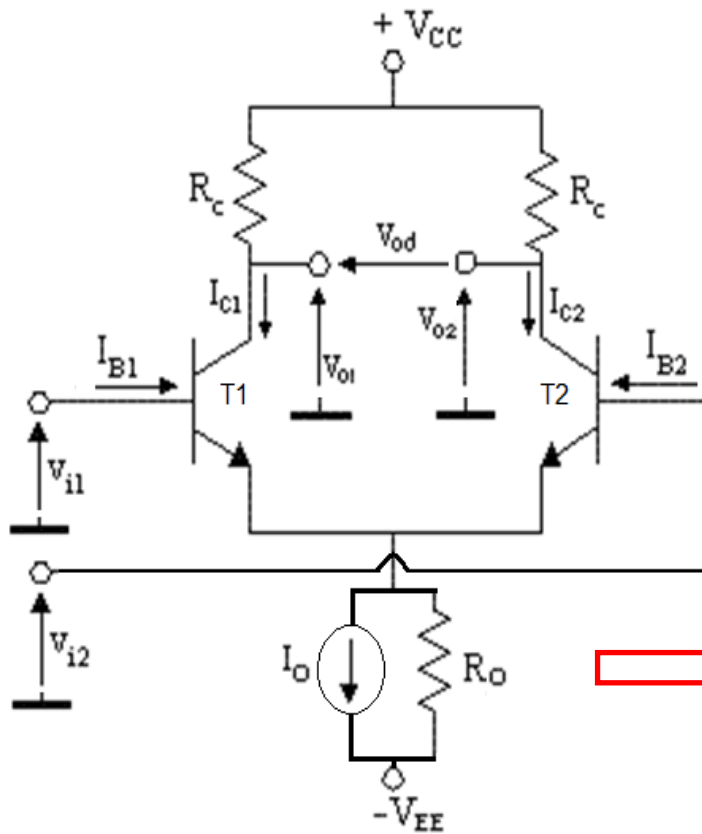 + VCC
Rc
Rc
Vod
IC1
IC2
Vo2
IB1
IB2
Vo1
T1
T2
Vi1
Vi2
IO
RO
-VEE